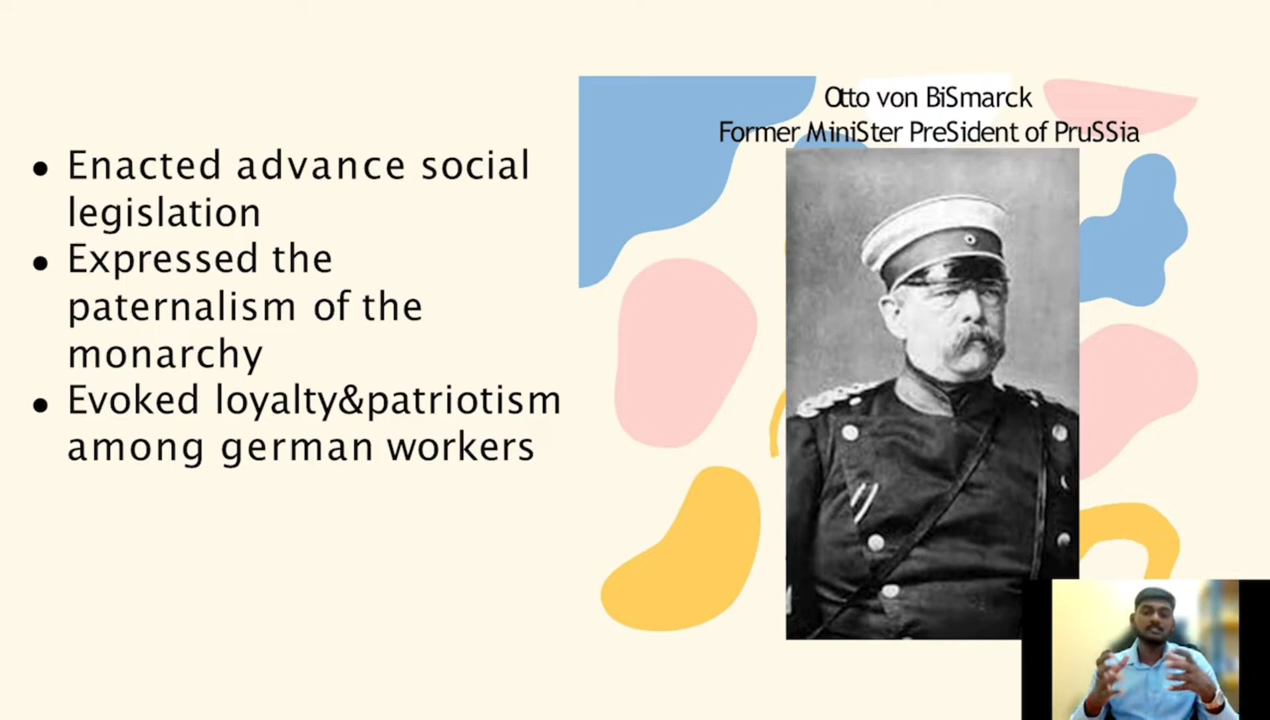 Otto von BiSmarck
Former MiniSter PreSident of PruSSia
• Enacted advance social
legislation
• Expressed the
paternalism of the
monarchy
• Evoked loyalty&patriotism
among german workers